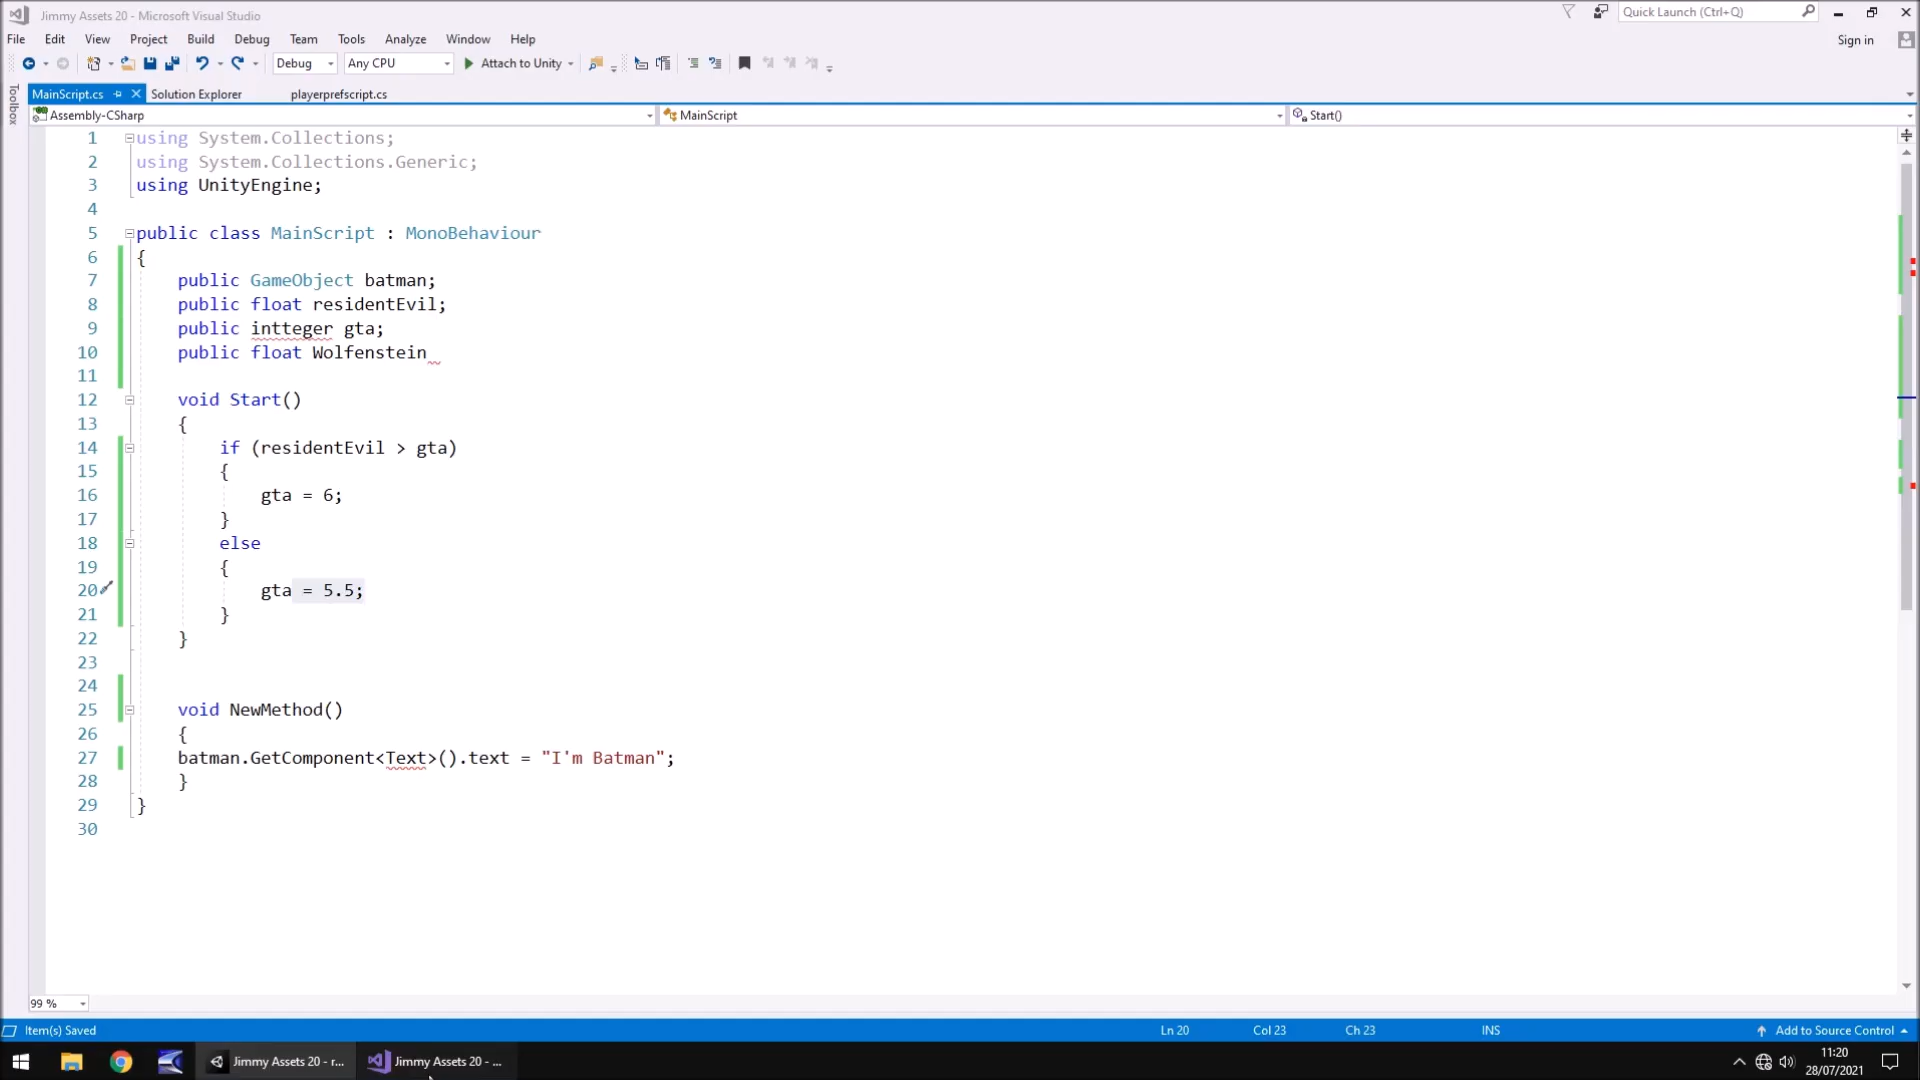 Jimmy Assets 20 - Microsoft Visual Studio
Quick Launch (Ctrl+Q)
File Edit View Project Build Debug Team Tools Analyze Window Help
Sign in
Debug Any CPU Attach to Unity
Toolbox
MainScript.cs Solution Explorer playerprefscript.cs
Assembly-CSharp MainScript Start()
1 using System.Collections;
2 using System.Collections.Generic;
3 using UnityEngine;
4
5 public class MainScript : MonoBehaviour
6 {
7 public GameObject batman;
8 public float residentEvil;
9 public intteger gta;
10 public float Wolfenstein
11
12 void Start()
13 {
14 if (residentEvil > gta)
15 {
16 gta = 6;
17 }
18 else
19 {
20 gta = 5.5;
21 }
22 }
23
24
25 void NewMethod()
26 {
27 batman.GetComponent<Text>().text = "I'm Batman";
28 }
29 }
30
99 %
Item(s) Saved Ln 20 Col 23 Ch 23 INS Add to Source Control
Jimmy Assets 20 - r... Jimmy Assets 20 - ...
11:20
28/07/2021